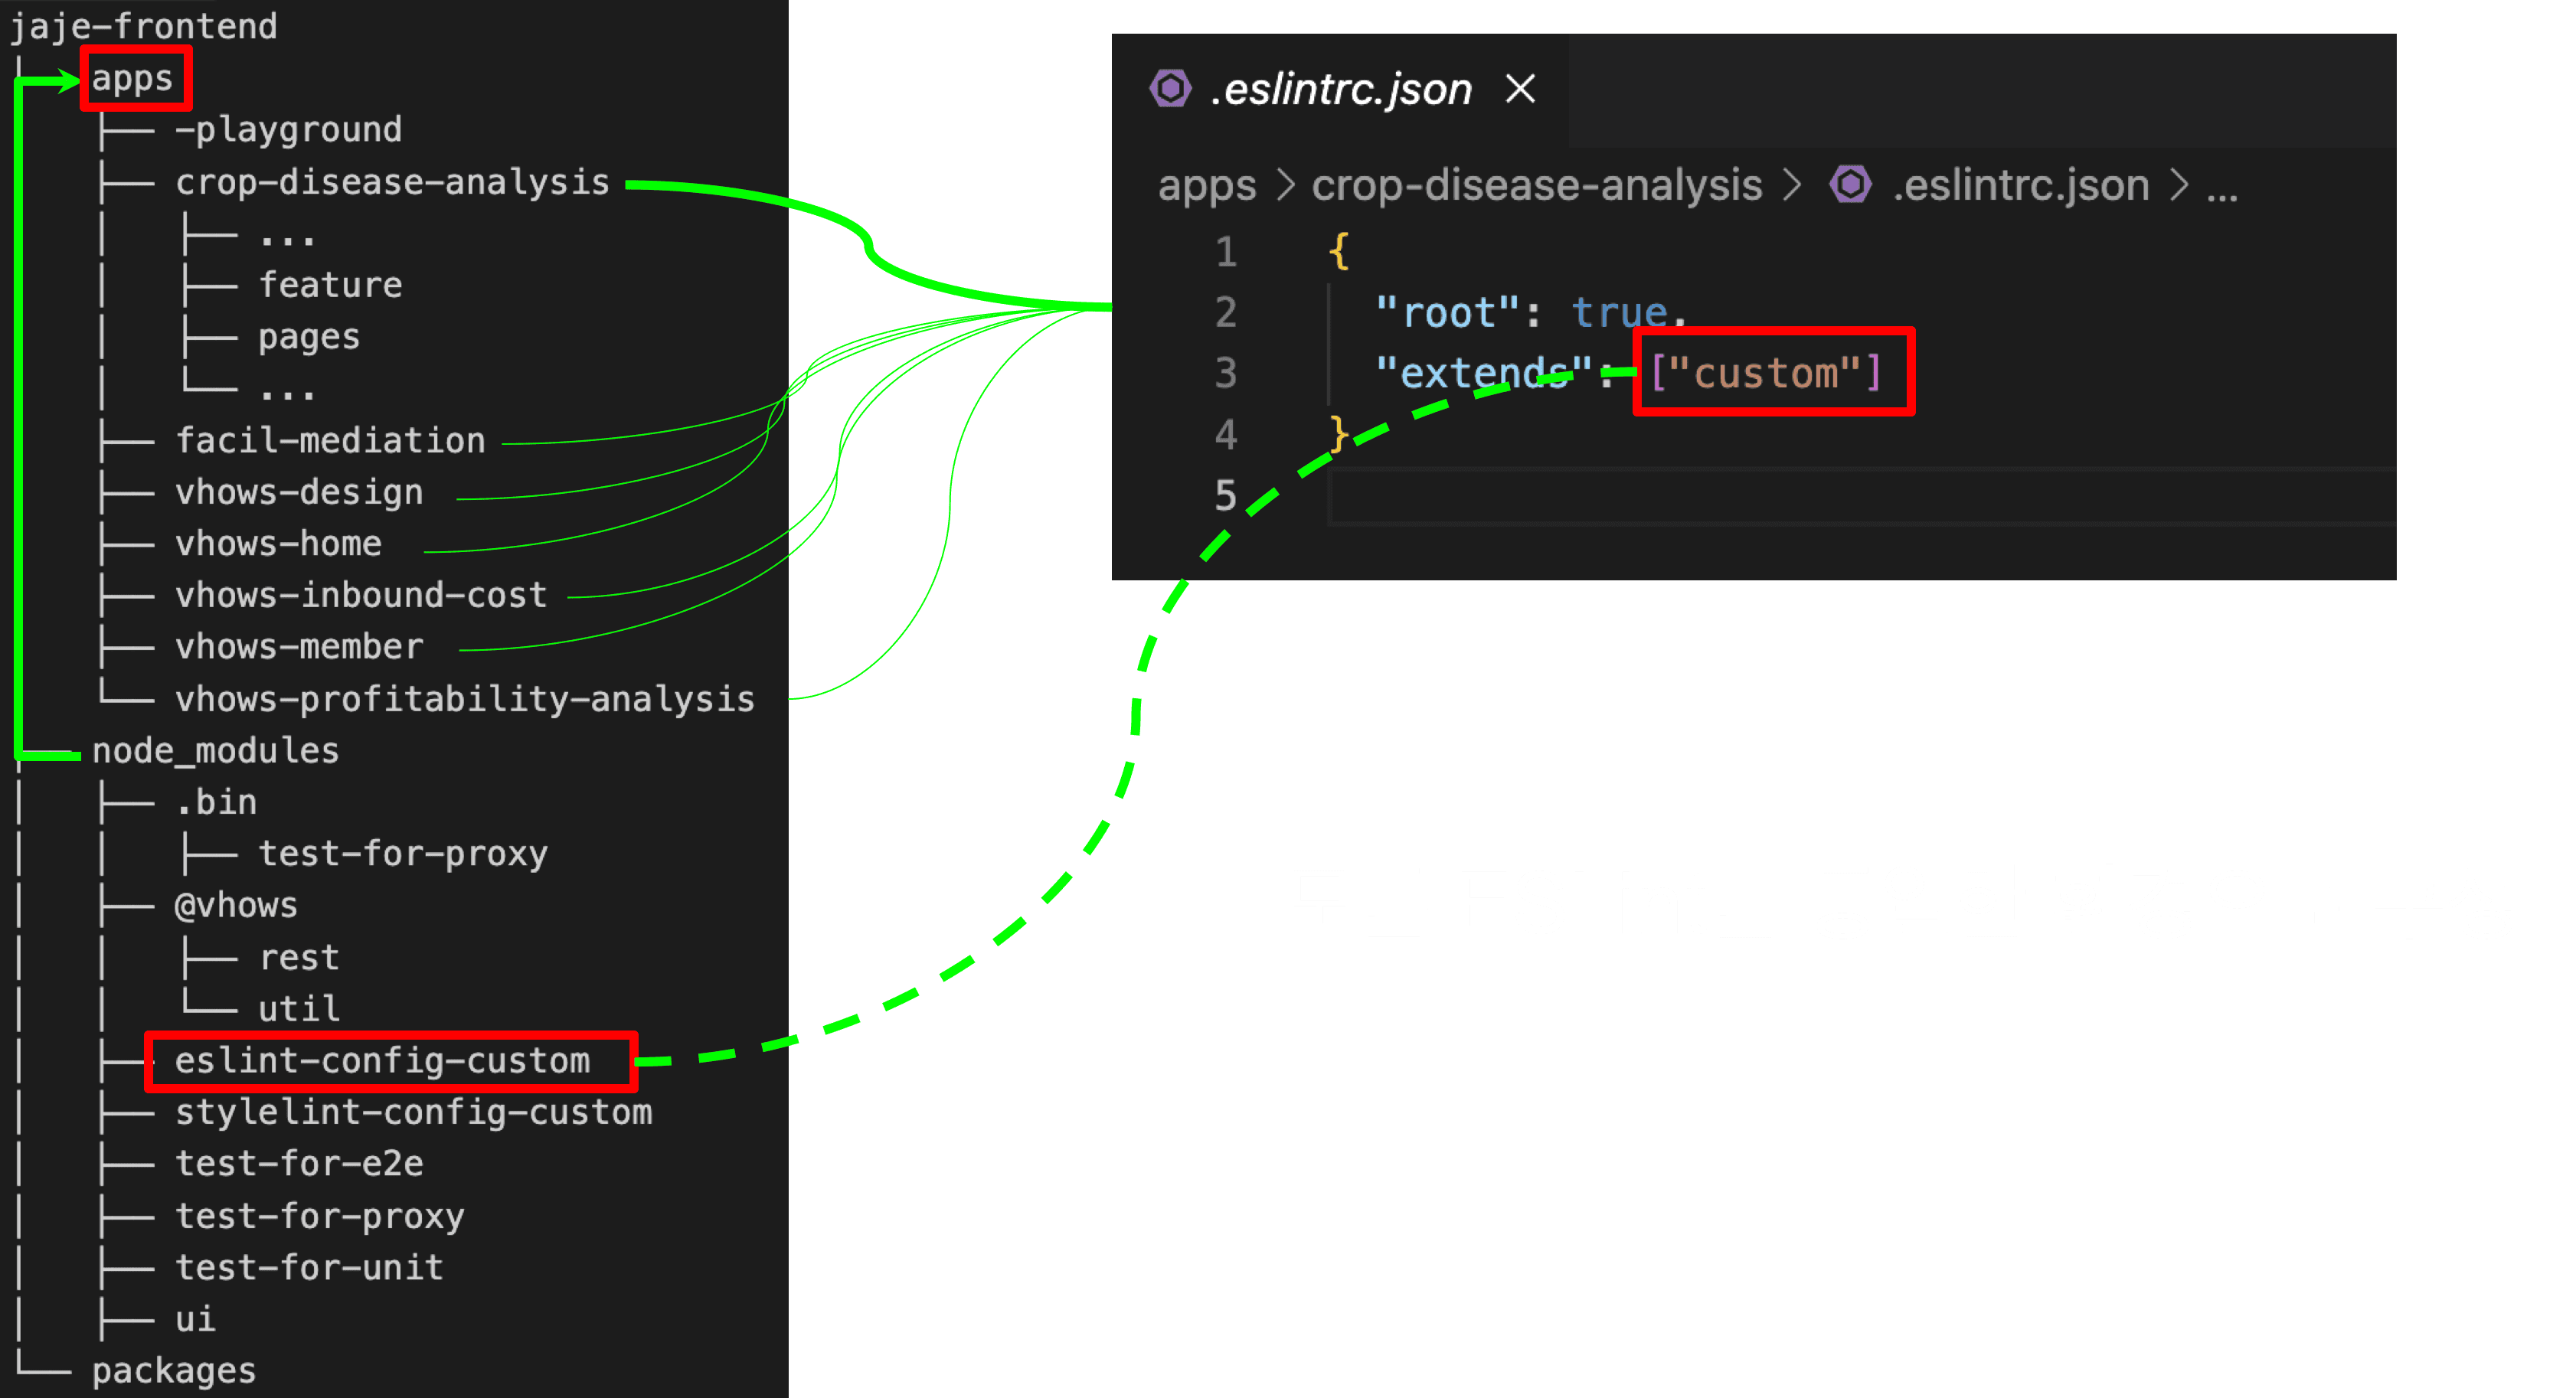 jaje-frontend
apps
-playground
crop-disease-analysis
...
feature
pages
...
facil-mediation
vhows-design
vhows-home
vhows-inbound-cost
vhows-member
vhows-profitability-analysis
node_modules
.bin
test-for-proxy
@vhows
rest
util
eslint-config-custom
stylelint-config-custom
test-for-e2e
test-for-proxy
test-for-unit
ui
packages
.eslintrc.json
apps > crop-disease-analysis > .eslintrc.json > ...
1 {
2 "root": true,
3 "extends": ["custom"]
4 }
5